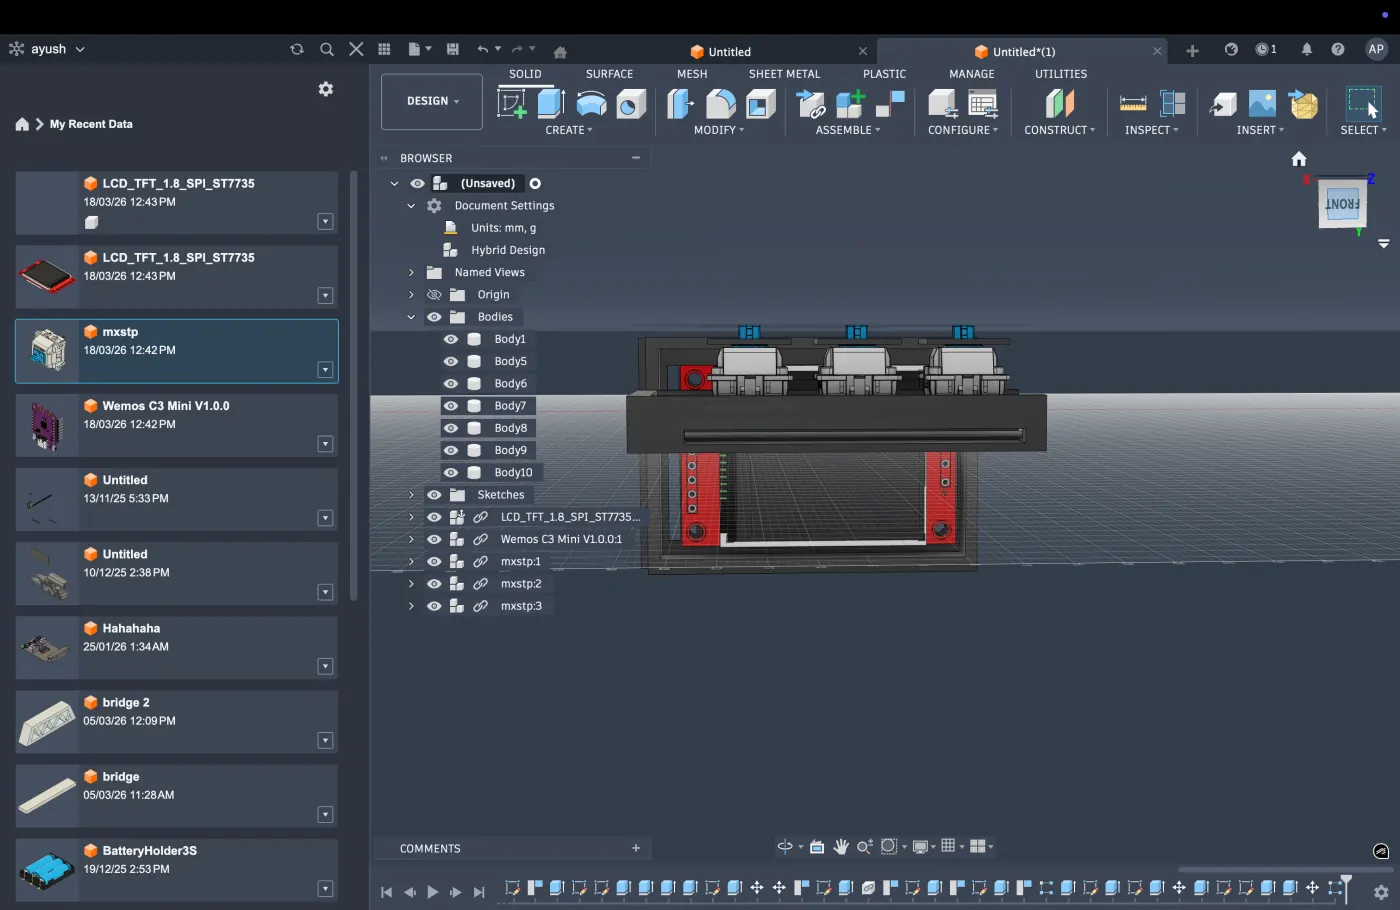 ayush
Untitled
Untitled*(1)
1
AP
SOLID
SURFACE
MESH
SHEET METAL
PLASTIC
MANAGE
UTILITIES
DESIGN
CREATE
MODIFY
ASSEMBLE
CONFIGURE
CONSTRUCT
INSPECT
INSERT
SELECT
My Recent Data
LCD_TFT_1.8_SPI_ST7735
18/03/26 12:43 PM
LCD_TFT_1.8_SPI_ST7735
18/03/26 12:43 PM
mxstp
18/03/26 12:42 PM
Wemos C3 Mini V1.0.0
18/03/26 12:42 PM
Untitled
13/11/25 5:33 PM
Untitled
10/12/25 2:38 PM
Hahahaha
25/01/26 1:34 AM
bridge 2
05/03/26 12:09 PM
bridge
05/03/26 11:28 AM
BatteryHolder3S
19/12/25 2:53 PM
BROWSER
(Unsaved)
Document Settings
Units: mm, g
Hybrid Design
Named Views
Origin
Bodies
Body1
Body5
Body6
Body7
Body8
Body9
Body10
Sketches
LCD_TFT_1.8_SPI_ST7735...
Wemos C3 Mini V1.0.0:1
mxstp:1
mxstp:2
mxstp:3
X
Z
FRONT
Y
COMMENTS